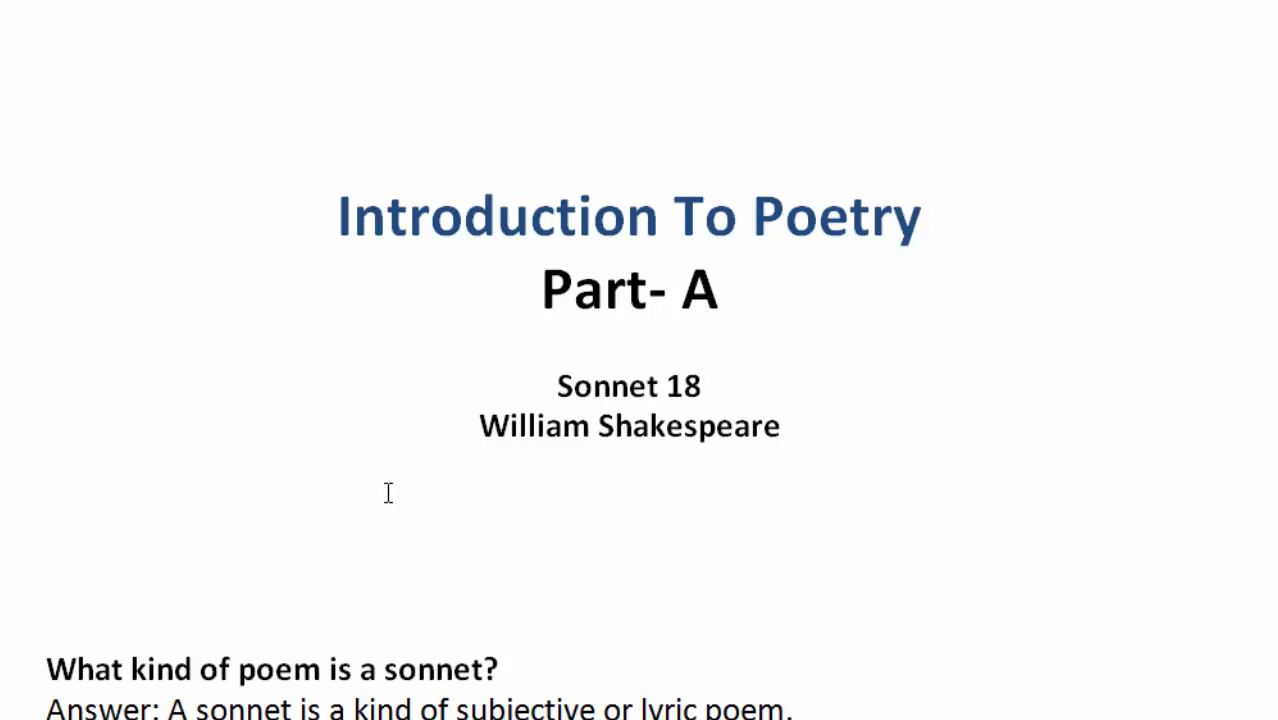 Introduction To Poetry
Part- A
Sonnet 18
William Shakespeare
What kind of poem is a sonnet?
Answer: A sonnet is a kind of subjective or lyric poem.